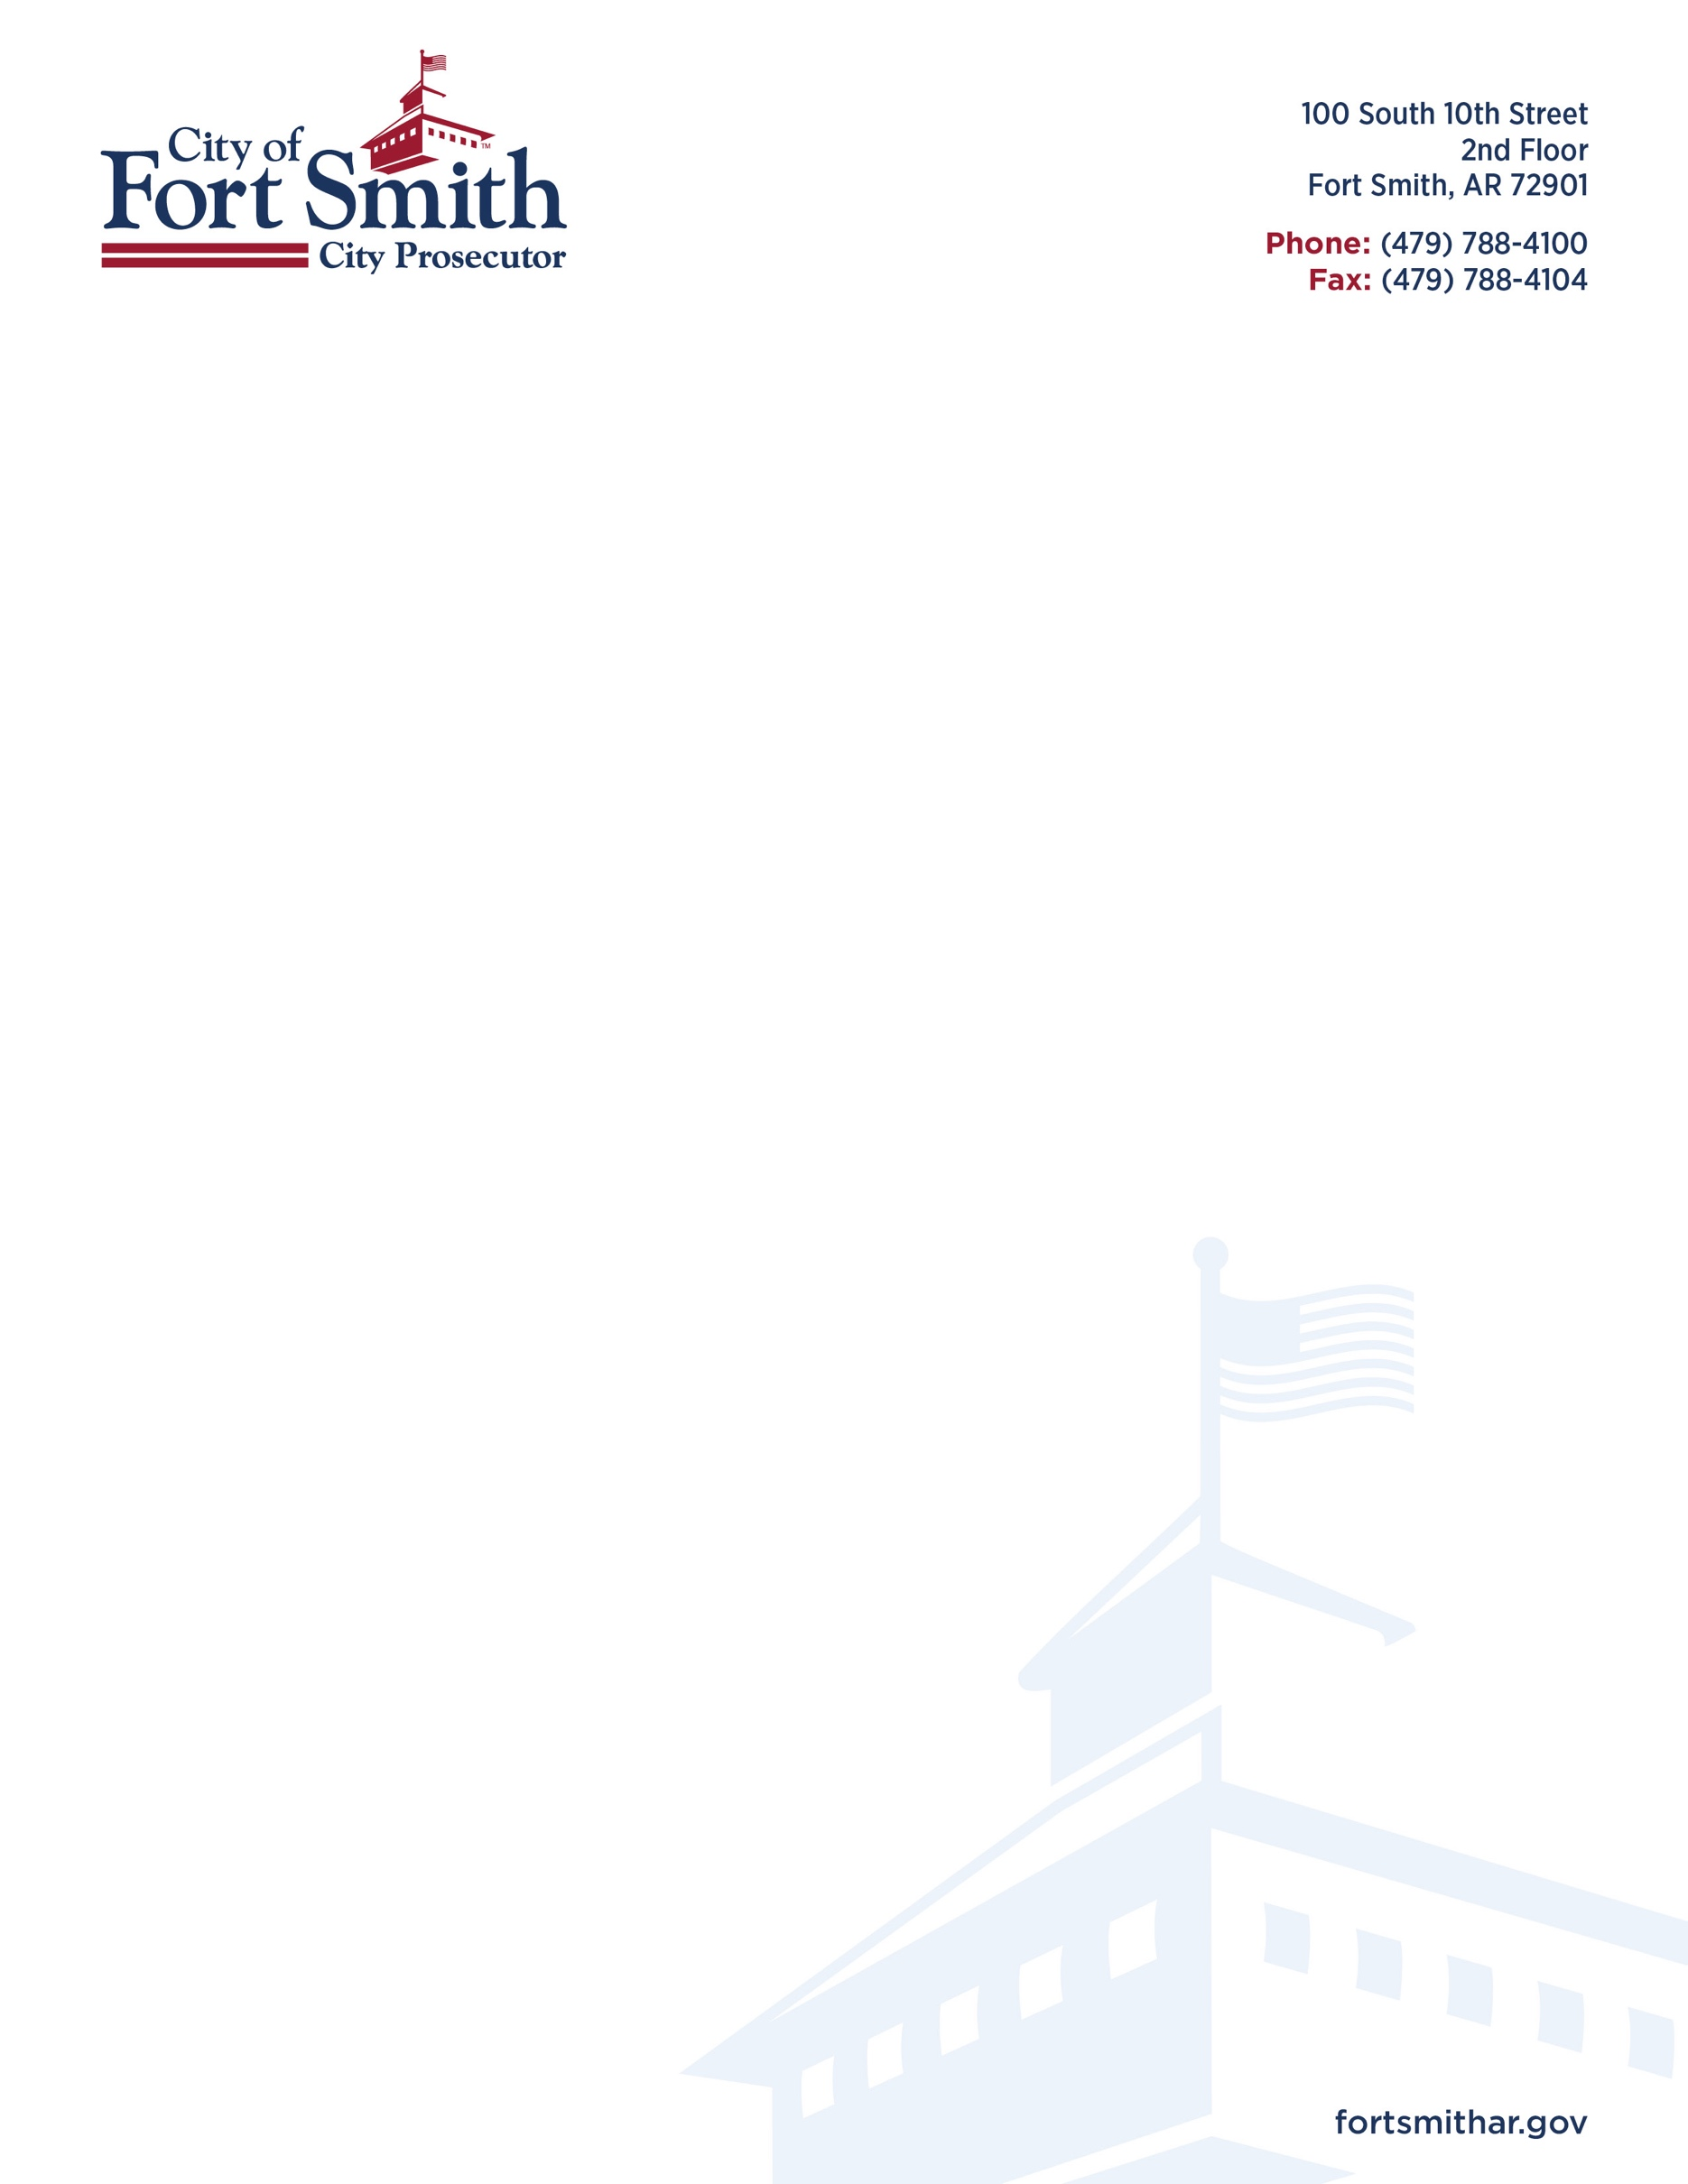 City of
Fort Smith
TM
City Prosecutor
100 South 10th Street
2nd Floor
Fort Smith, AR 72901
Phone: (479) 788-4100
Fax: (479) 788-4104
fortsmithar.gov